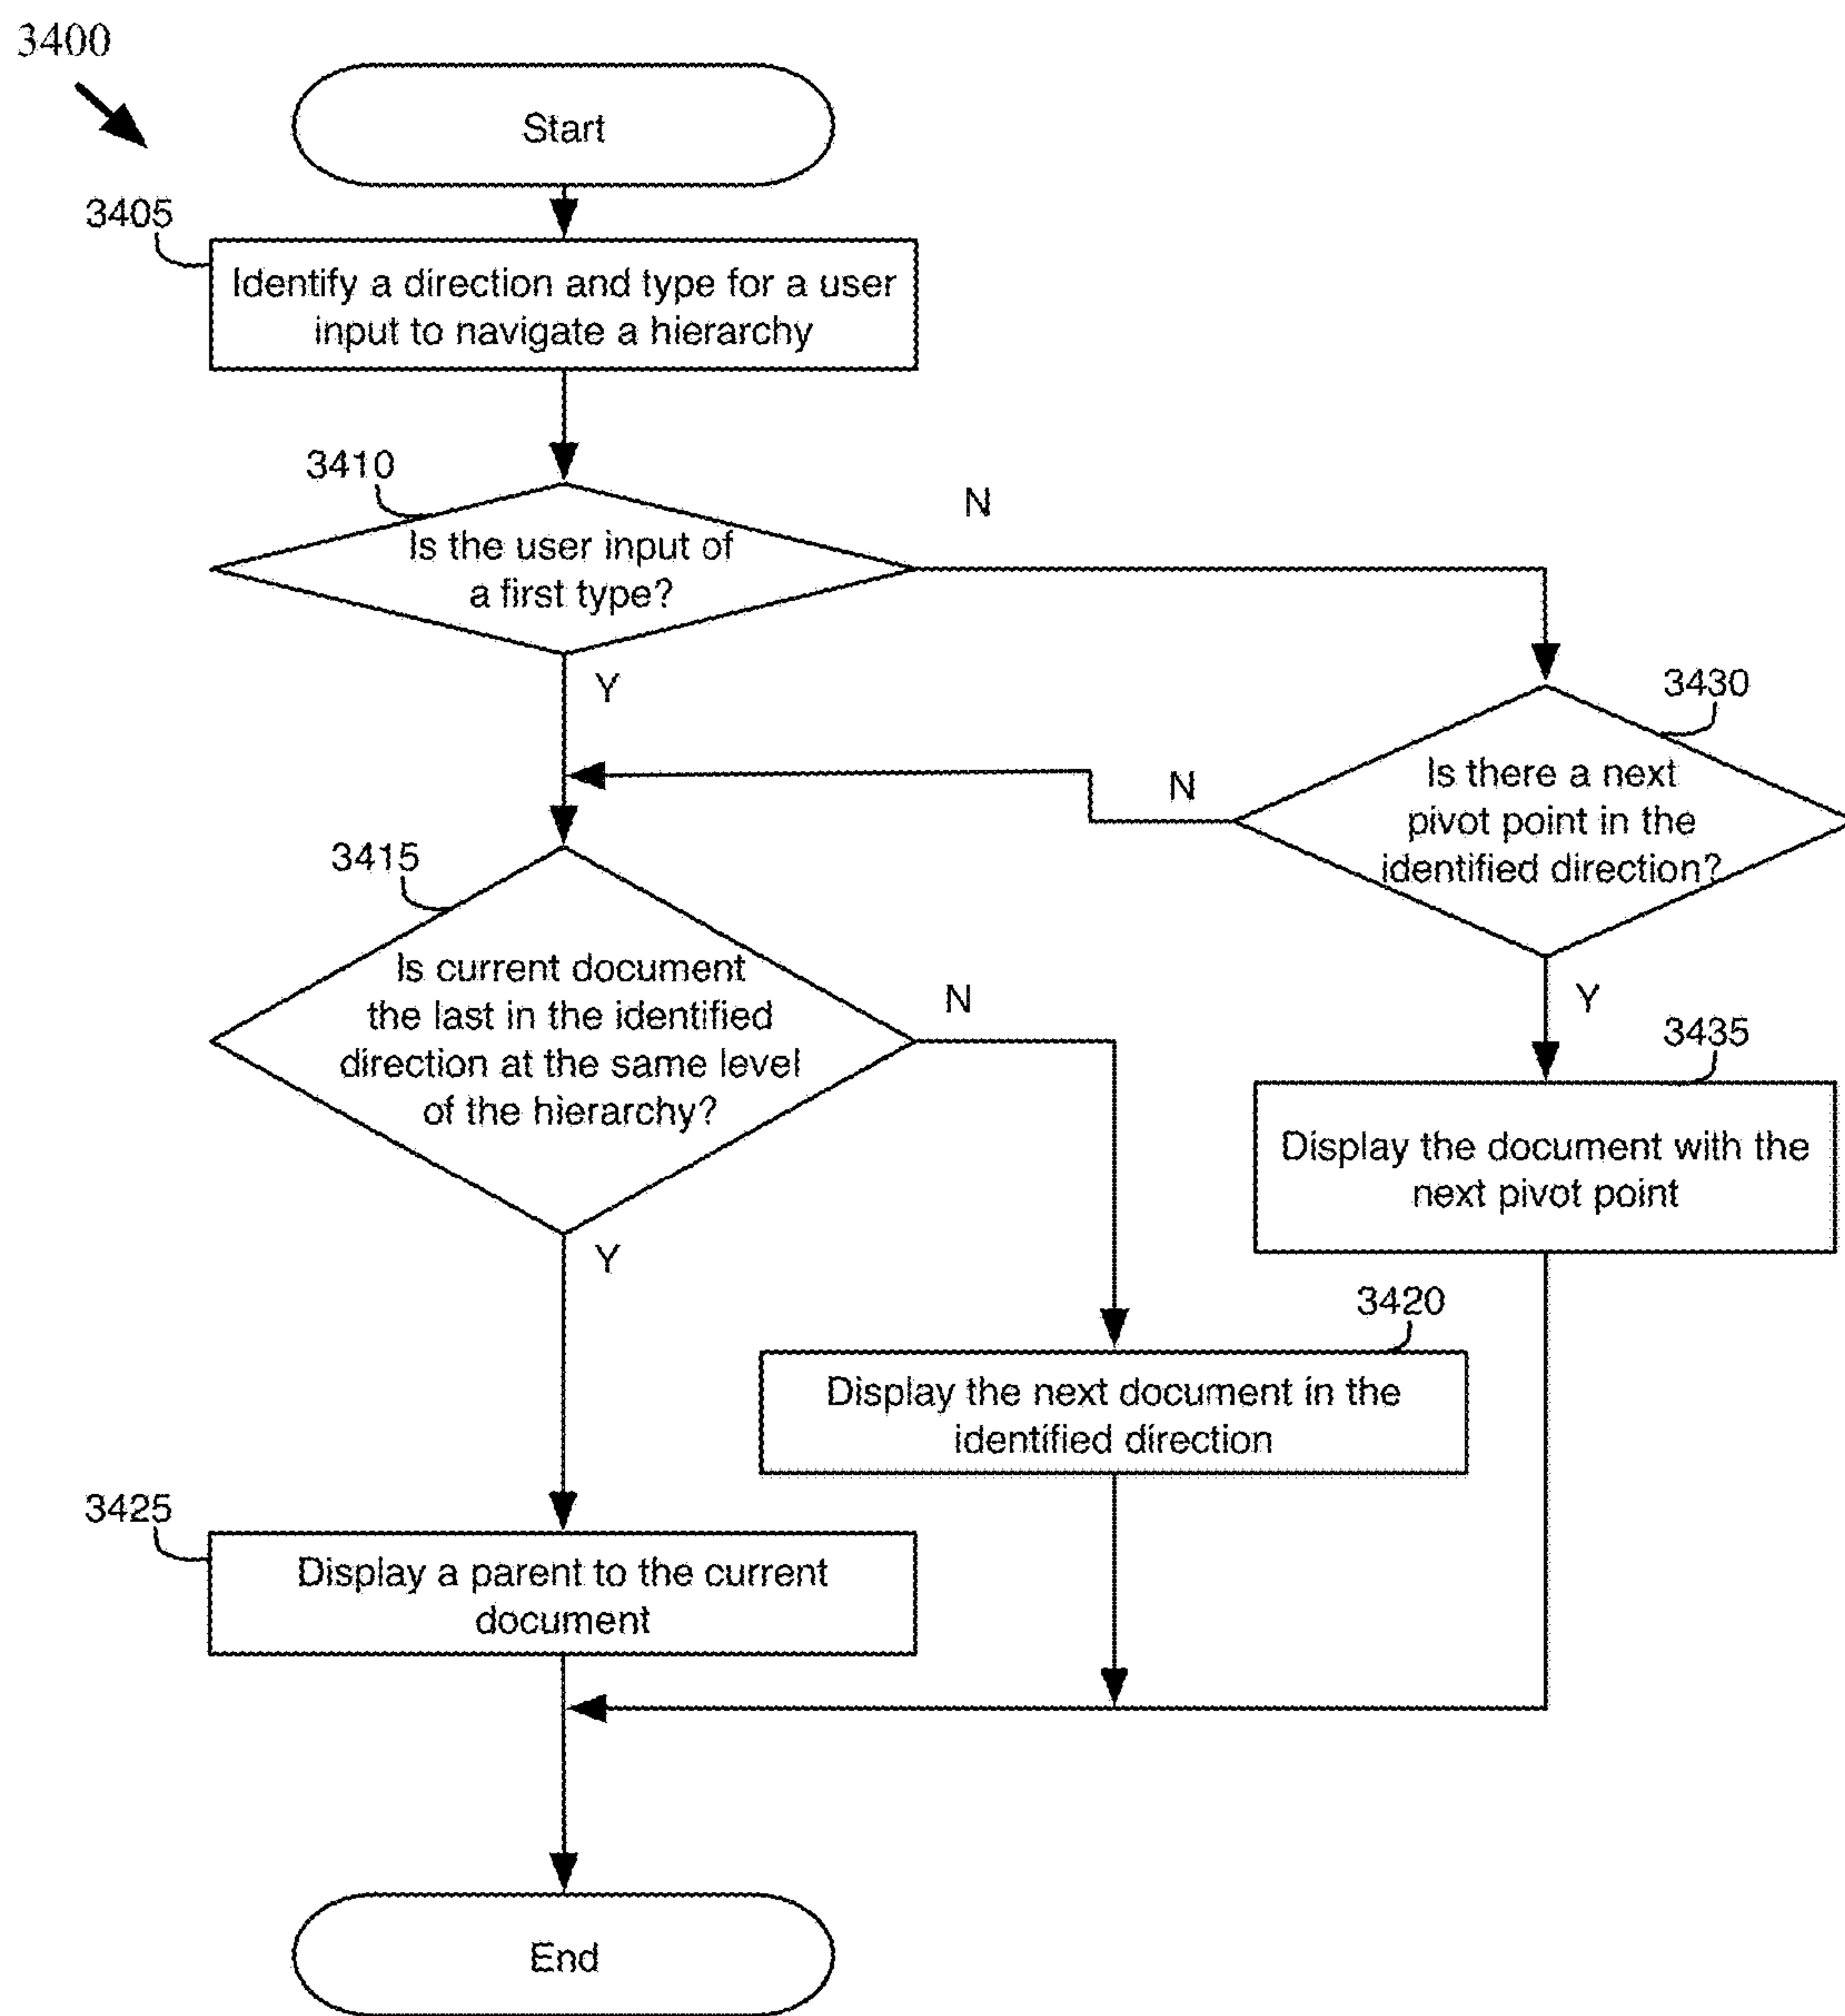 3400
Start
3405
Identify a direction and type for a user
input to navigate a hierarchy
3410
N
Is the user input of
a first type?
Y
3430
Is there a next
pivot point in the
identified direction?
N
3415
Is current document
the last in the identified
direction at the same level
of the hierarchy?
N
Y
3435
Display the document with the
next pivot point
Y
3420
Display the next document in the
identified direction
3425
Display a parent to the current
document
End